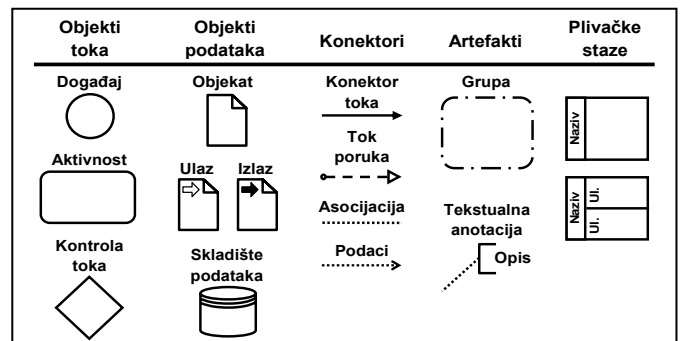 Objekti
toka
Objekti
podataka
Konektori
Artefakti
Plivačke
staze
Događaj
Aktivnost
Kontrola
toka
Objekat
Ulaz
Izlaz
Skladište
podataka
Konektor
toka
Tok
poruka
Asocijacija
Podaci
Grupa
Tekstualna
anotacija
Opis
Naziv
Naziv
Ul.
Ul.